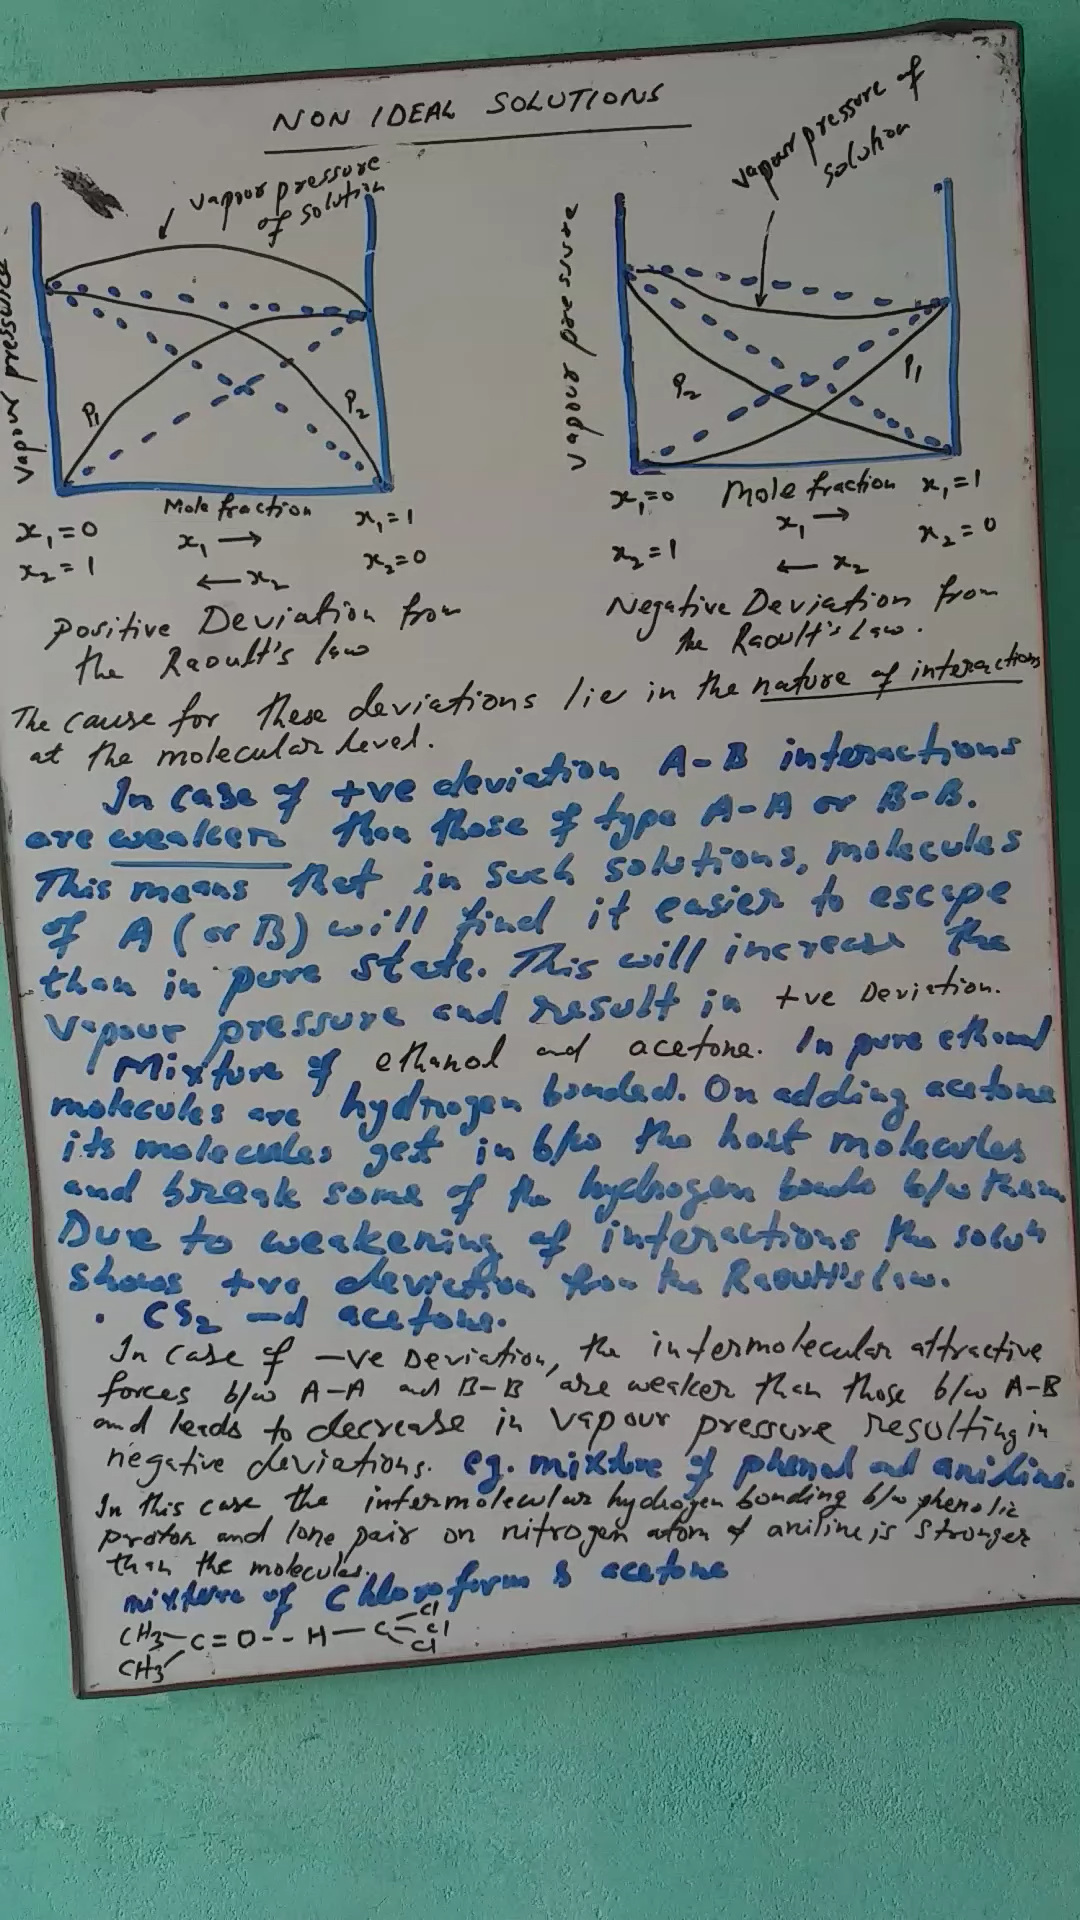 NON IDEAL SOLUTIONS
vapour pressure
of solution
vapour pressure
P1
P2
x₁=0
Mole fraction
x₁=1
x₂=1
x₁ →
x₂=0
← x₂
Positive Deviation from
the Raoult's law
vapour pressure of
solution
vapour pressure
P2
P1
x₁=0
Mole fraction
x₁=1
x₁ →
x₂=1
x₂=0
← x₂
Negative Deviation from
the Raoult's law.
The cause for these deviations lie in the nature of interactions
at the molecular level.
In case of +ve deviation A-B interactions
are weaker than those of type A-A or B-B.
This means that in such solutions, molecules
of A (or B) will find it easier to escape
than in pure state. This will increase the
vapour pressure and result in +ve Deviation.
Mixture of ethanol and acetone. In pure ethanol
molecules are hydrogen bonded. On adding acetone
its molecules get in b/w the host molecules
and break some of the hydrogen bonds b/w them.
Due to weakening of interactions the solun
shows +ve deviation from the Raoult's law.
• CS₂ and acetone.
In case of -ve Deviation, the intermolecular attractive
forces b/w A-A and B-B are weaker than those b/w A-B
and leads to decrease in vapour pressure resulting in
negative deviations. eg. mixture of phenol and aniline.
In this case the intermolecular hydrogen bonding b/w phenolic
proton and lone pair on nitrogen atom of aniline is stronger
than the molecules.
mixture of Chloroform & acetone
CH3
C=O--H—C
Cl
Cl
Cl
CH3